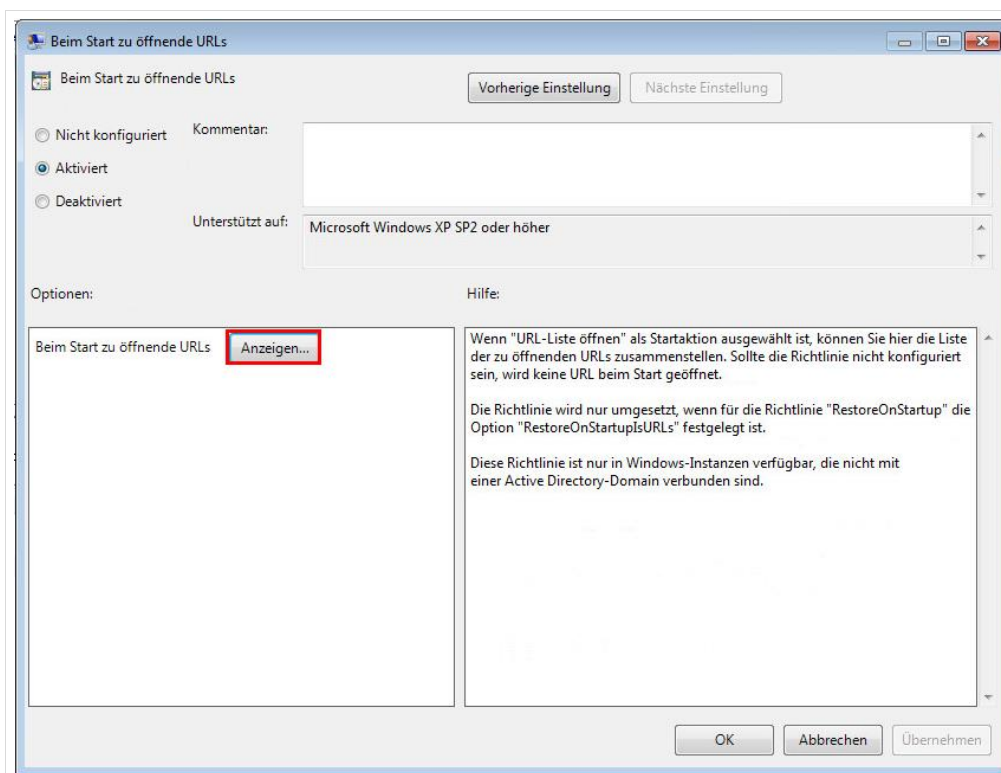 Beim Start zu öffnende URLs
Beim Start zu öffnende URLs
Vorherige Einstellung
Nächste Einstellung
Nicht konfiguriert
Kommentar:
Aktiviert
Deaktiviert
Unterstützt auf:
Microsoft Windows XP SP2 oder höher
Optionen:
Hilfe:
Beim Start zu öffnende URLs
Anzeigen...
Wenn "URL-Liste öffnen" als Startaktion ausgewählt ist, können Sie hier die Liste
der zu öffnenden URLs zusammenstellen. Sollte die Richtlinie nicht konfiguriert
sein, wird keine URL beim Start geöffnet.
Die Richtlinie wird nur umgesetzt, wenn für die Richtlinie "RestoreOnStartup" die
Option "RestoreOnStartupIsURLs" festgelegt ist.
Diese Richtlinie ist nur in Windows-Instanzen verfügbar, die nicht mit
einer Active Directory-Domain verbunden sind.
OK
Abbrechen
Übernehmen